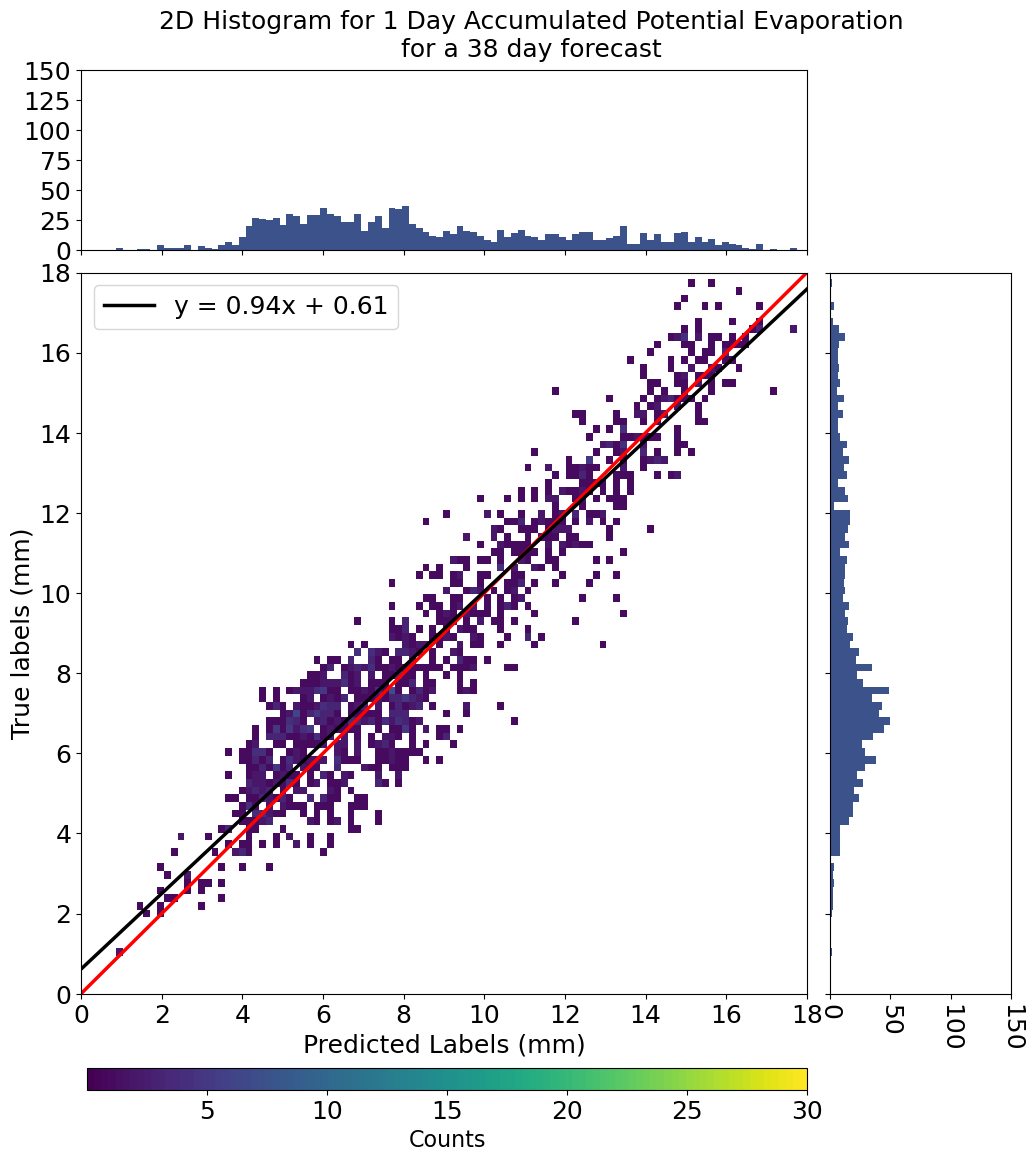 2D Histogram for 1 Day Accumulated Potential Evaporation
for a 38 day forecast
150
125
100
75
50
25
0
18
16
14
12
10
8
6
4
2
0
True labels (mm)
y = 0.94x + 0.61
0 2 4 6 8 10 12 14 16 18
Predicted Labels (mm)
0 50 100 150
5 10 15 20 25 30
Counts